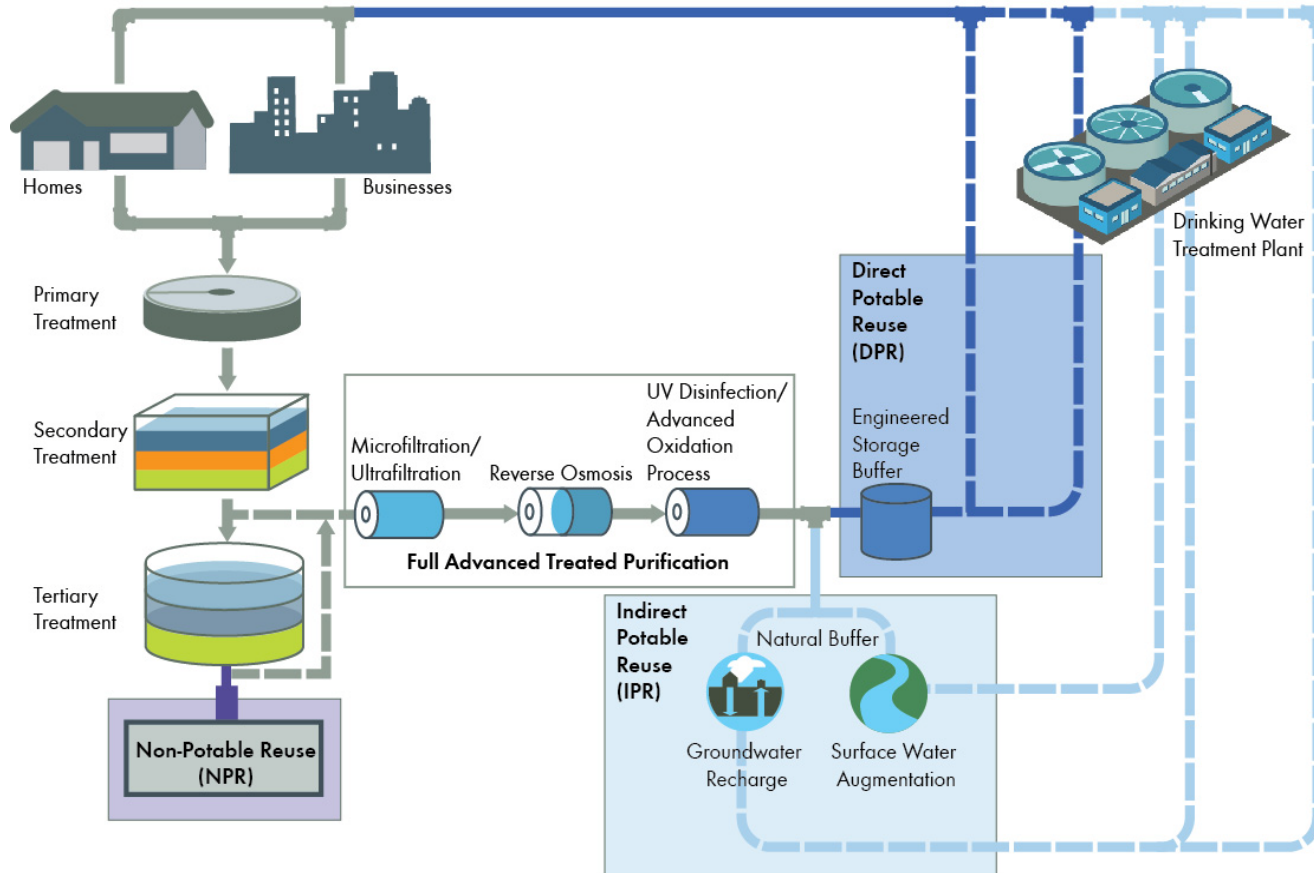 Homes
Businesses
Drinking Water
Treatment Plant
Primary
Treatment
Direct
Potable
Reuse
(DPR)
Secondary
Treatment
Microfiltration/
Ultrafiltration
Reverse Osmosis
UV Disinfection/
Advanced
Oxidation
Process
Engineered
Storage
Buffer
Full Advanced Treated Purification
Tertiary
Treatment
Indirect
Potable
Reuse
(IPR)
Natural Buffer
Groundwater
Recharge
Surface Water
Augmentation
Non-Potable Reuse
(NPR)